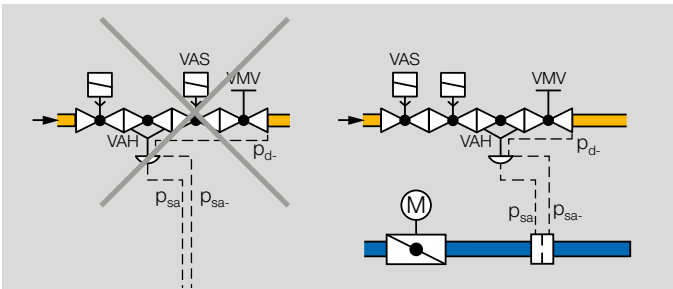 VAS
VMV
VAH
pd-
psa
psa-
VAS
VMV
VAH
pd-
psa
psa-
M